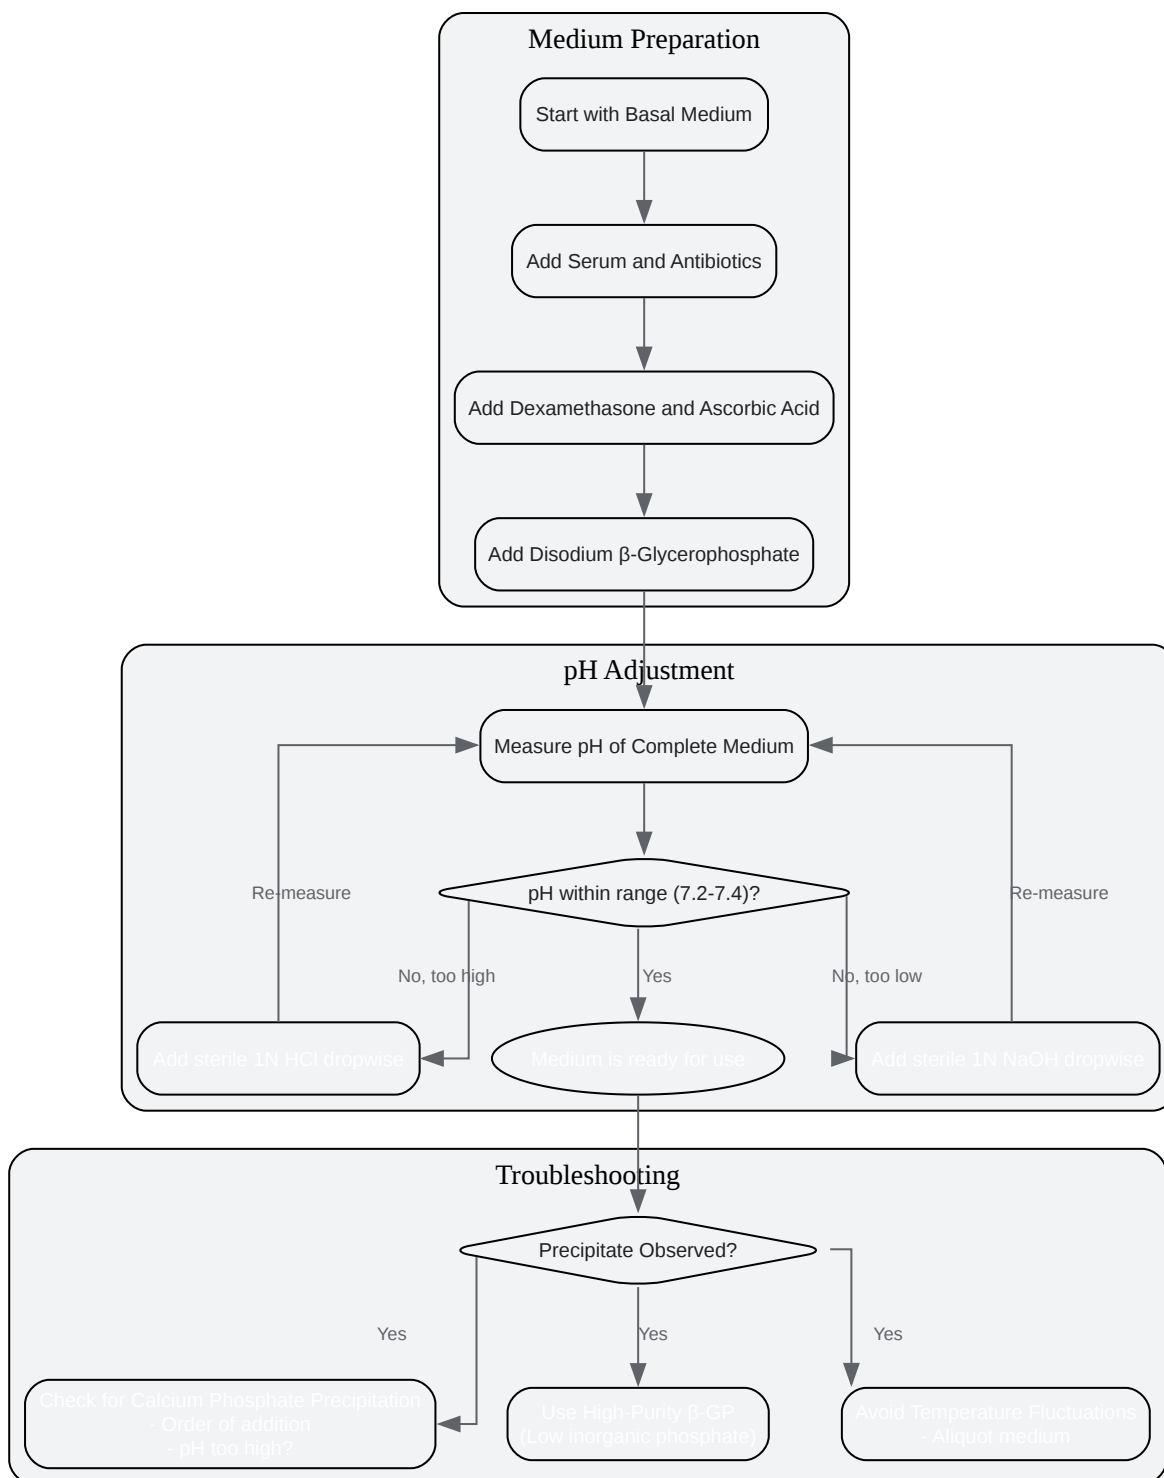 Medium Preparation
Start with Basal Medium
Add Serum and Antibiotics
Add Dexamethasone and Ascorbic Acid
Add Disodium β-Glycerophosphate
pH Adjustment
Measure pH of Complete Medium
Re-measure
pH within range (7.2-7.4)?
Re-measure
No, too high
Yes
No, too low
Add sterile 1N HCl dropwise
Medium is ready for use
Add sterile 1N NaOH dropwise
Troubleshooting
Precipitate Observed?
Yes
Yes
Yes
Check for Calcium Phosphate Precipitation
- Order of addition
- pH too high?
Use High-Purity β-GP
(Low inorganic phosphate)
Avoid Temperature Fluctuations
- Aliquot medium